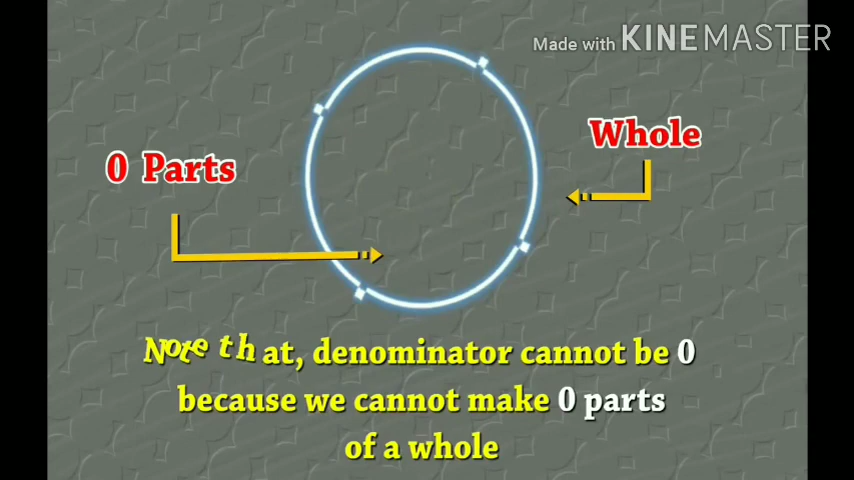 Made with KINEMASTER
Whole
0 Parts
Note that, denominator cannot be 0
because we cannot make 0 parts
of a whole